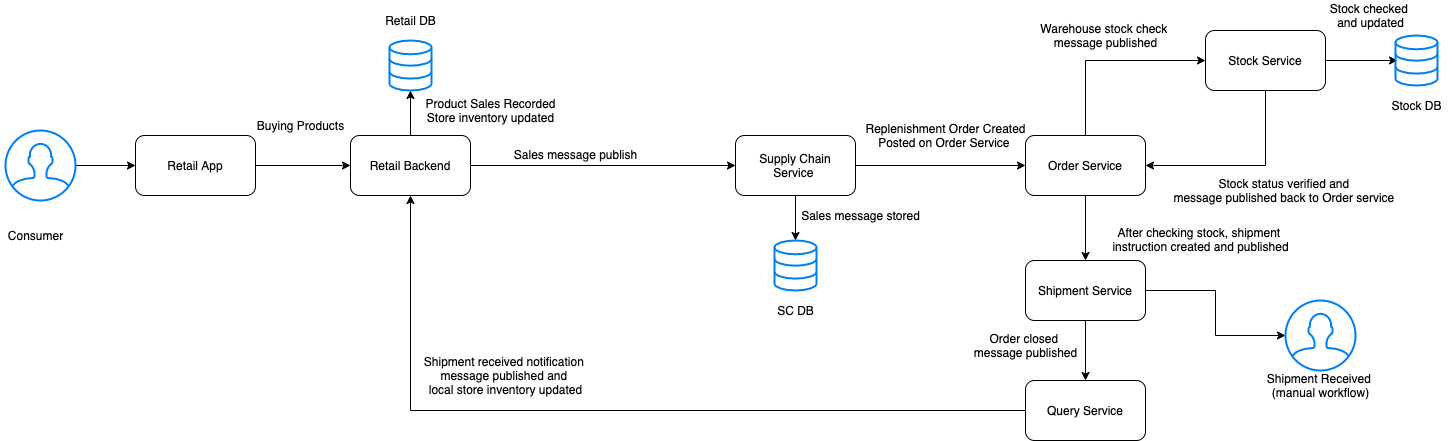 Retail DB
Product Sales Recorded
Store inventory updated
Buying Products
Consumer
Retail App
Retail Backend
Sales message publish
Supply Chain
Service
Sales message stored
SC DB
Replenishment Order Created
Posted on Order Service
Order Service
Warehouse stock check
message published
Stock Service
Stock checked
and updated
Stock DB
Stock status verified and
message published back to Order service
After checking stock, shipment
instruction created and published
Shipment Service
Shipment Received
(manual workflow)
Order closed
message published
Query Service
Shipment received notification
message published and
local store inventory updated